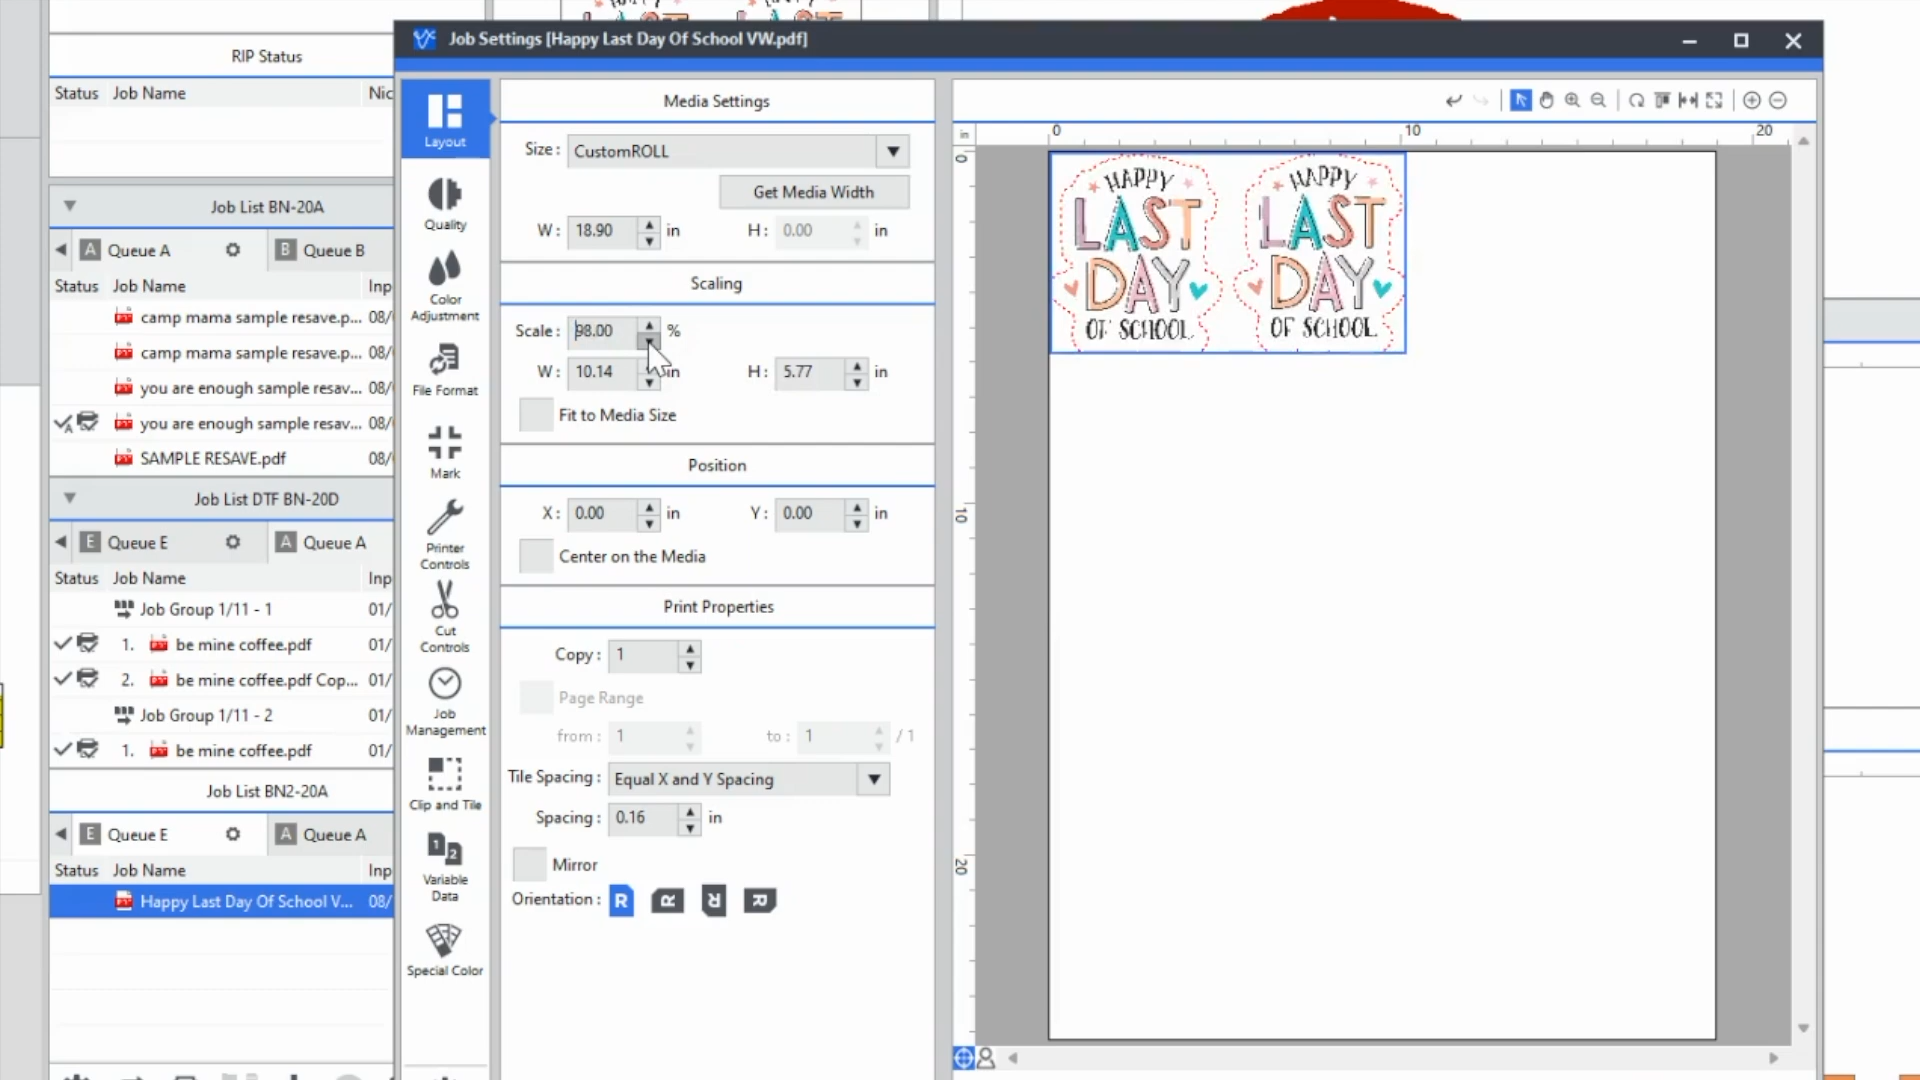 Job Settings [Happy Last Day Of School VW.pdf]
RIP Status
Status Job Name Nic
Job List BN-20A
A Queue A B Queue B
Status Job Name Inp
camp mama sample resave.p... 08/
camp mama sample resave.p... 08/
you are enough sample resav... 08/
you are enough sample resav... 08/
SAMPLE RESAVE.pdf 08/
Job List DTF BN-20D
E Queue E A Queue A
Status Job Name Inp
Job Group 1/11 - 1 01/
1. be mine coffee.pdf 01/
2. be mine coffee.pdf Cop... 01/
Job Group 1/11 - 2 01/
1. be mine coffee.pdf 01/
Job List BN2-20A
E Queue E A Queue A
Status Job Name Inp
Happy Last Day Of School V... 08/
Layout
Quality
Color
Adjustment
File Format
Mark
Printer
Controls
Cut
Controls
Job
Management
Clip and Tile
Variable
Data
Special Color
Media Settings
Size : CustomROLL
Get Media Width
W : 18.90 in H : 0.00 in
Scaling
Scale : 98.00 %
W : 10.14 in H : 5.77 in
Fit to Media Size
Position
X : 0.00 in Y : 0.00 in
Center on the Media
Print Properties
Copy : 1
Page Range
from : 1 to : 1 / 1
Tile Spacing : Equal X and Y Spacing
Spacing : 0.16 in
Mirror
Orientation : R R R R
in 0 10 20
0
10
20
HAPPY
LAST
DAY
OF SCHOOL
HAPPY
LAST
DAY
OF SCHOOL